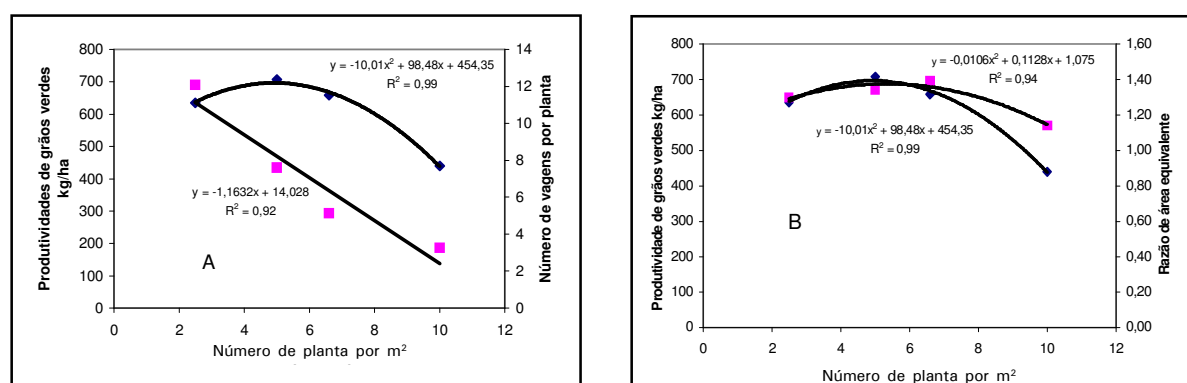 800
700
600
500
400
300
200
100
0
Produtividades de grãos verdes
kg/ha
14
12
10
8
6
4
2
0
Número de vagens por planta
y = -10,01x² + 98,48x + 454,35
R² = 0,99
y = -1,1632x + 14,028
R² = 0,92
A
0 2 4 6 8 10 12
Número de planta por m²
800
700
600
500
400
300
200
100
0
Produtividade de grãos verdes kg/ha
1,60
1,40
1,20
1,00
0,80
0,60
0,40
0,20
0,00
Razão de área equivalente
y = -0,0106x² + 0,1128x + 1,075
R² = 0,94
y = -10,01x² + 98,48x + 454,35
R² = 0,99
B
0 2 4 6 8 10 12
Número de planta por m²